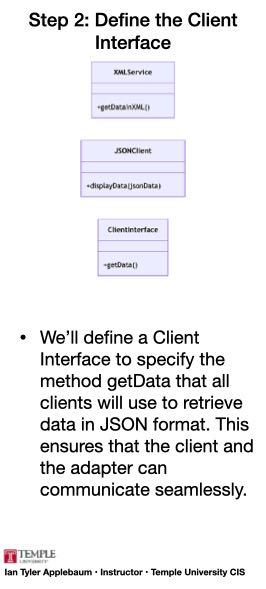 Step 2: Define the Client
Interface
XMLService
+getDataInXML()
JSONClient
+displayData(jsonData)
ClientInterface
+getData()
• We’ll define a Client
Interface to specify the
method getData that all
clients will use to retrieve
data in JSON format. This
ensures that the client and
the adapter can
communicate seamlessly.
TEMPLE
UNIVERSITY
Ian Tyler Applebaum • Instructor • Temple University CIS